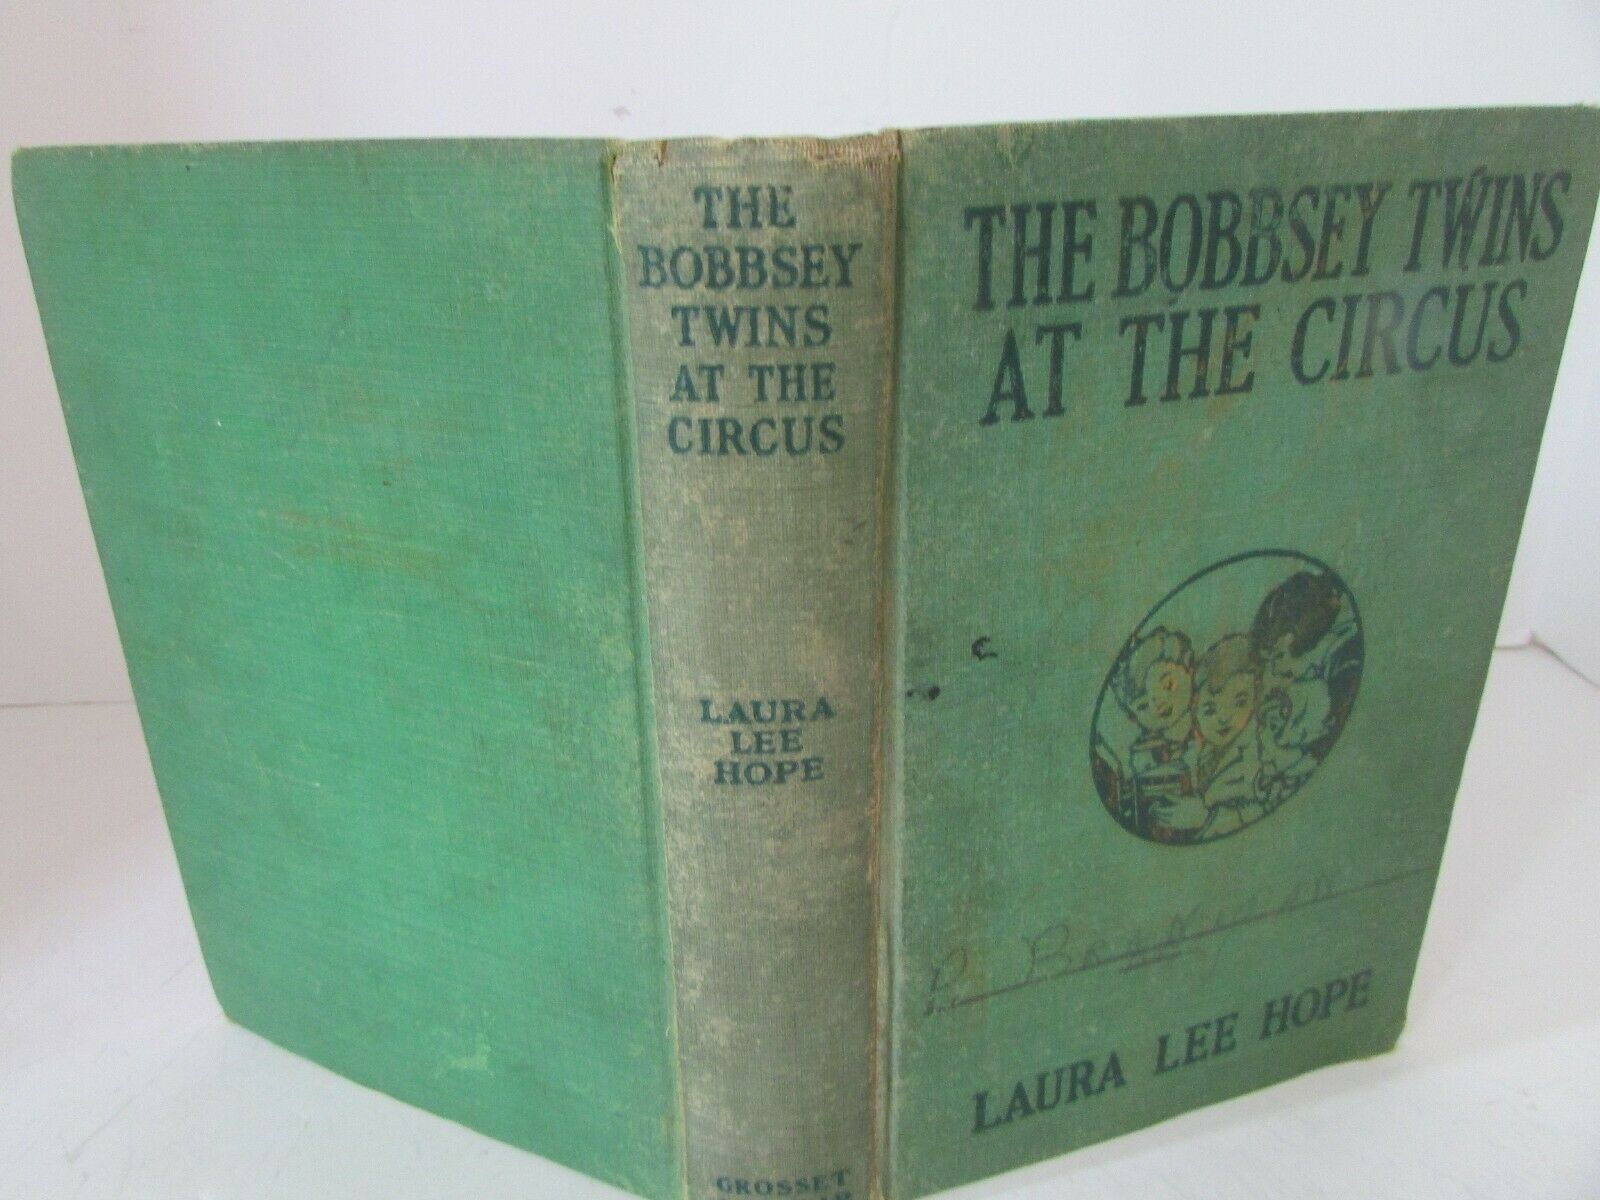 THE
BOBBSEY
TWINS
AT THE
CIRCUS
LAURA
LEE
HOPE
GROSSET
THE BOBBSEY TWINS
AT THE CIRCUS
LAURA LEE HOPE